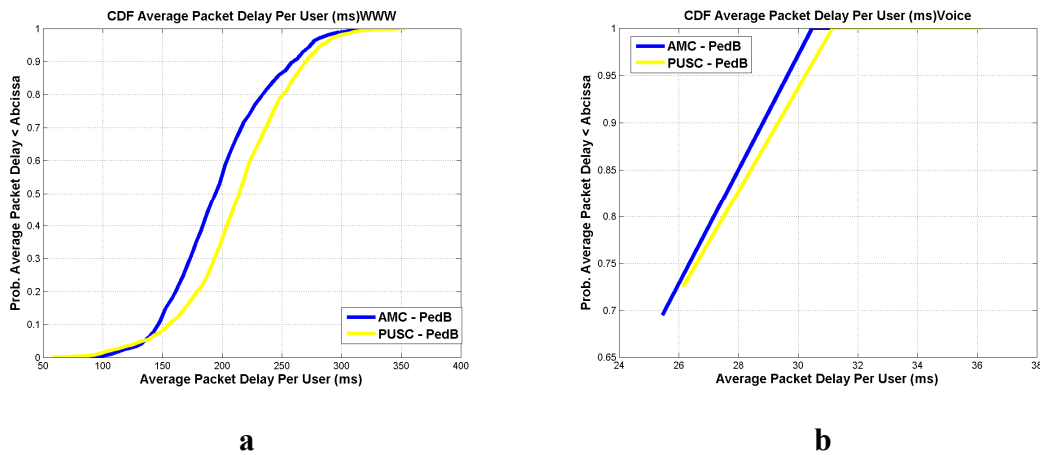 CDF Average Packet Delay Per User (ms)WWW
1
0.9
0.8
0.7
0.6
0.5
0.4
0.3
0.2
0.1
0
Prob. Average Packet Delay < Abcissa
AMC - PedB
PUSC - PedB
50 100 150 200 250 300 350 400
Average Packet Delay Per User (ms)
a
CDF Average Packet Delay Per User (ms)Voice
1
0.95
0.9
0.85
0.8
0.75
0.7
0.65
Prob. Average Packet Delay < Abcissa
AMC - PedB
PUSC - PedB
24 26 28 30 32 34 36 38
Average Packet Delay Per User (ms)
b